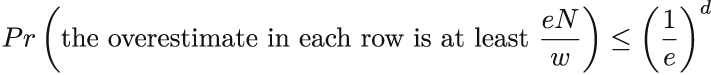 Pr (the overestimate in each row is at least eN/w) ≤ (1/e)^d